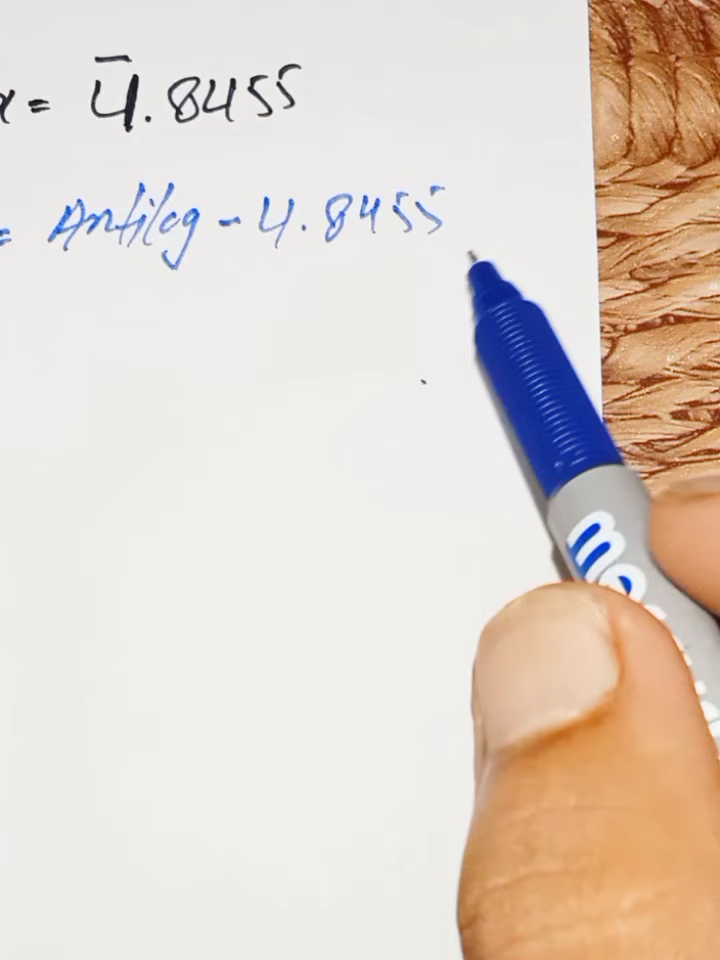 x = 4̄.8455
= Antilog - 4.8455